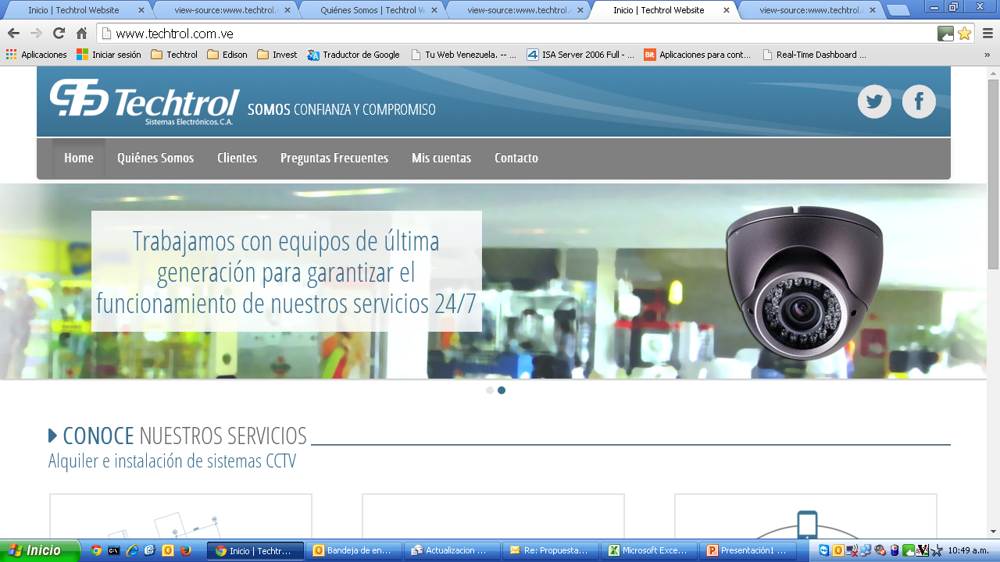 Inicio | Techtrol Website
view-source:www.techtrol.
Quiénes Somos | Techtrol W
view-source:www.techtrol.
Inicio | Techtrol Website
view-source:www.techtrol.
www.techtrol.com.ve
Aplicaciones
Iniciar sesión
Techtrol
Edison
Invest
Traductor de Google
Tu Web Venezuela. -- ...
ISA Server 2006 Full - ...
Bit
Aplicaciones para cont...
Real-Time Dashboard ...
»
Techtrol
Sistemas Electrónicos, C.A.
SOMOS CONFIANZA Y COMPROMISO
Home
Quiénes Somos
Clientes
Preguntas Frecuentes
Mis cuentas
Contacto
Trabajamos con equipos de última
generación para garantizar el
funcionamiento de nuestros servicios 24/7
CONOCE NUESTROS SERVICIOS
Alquiler e instalación de sistemas CCTV
Inicio
Inicio | Techtr...
Bandeja de en...
Actualizacion ...
Re: Propuesta...
Microsoft Exce...
Presentación1 ...
10:49 a.m.